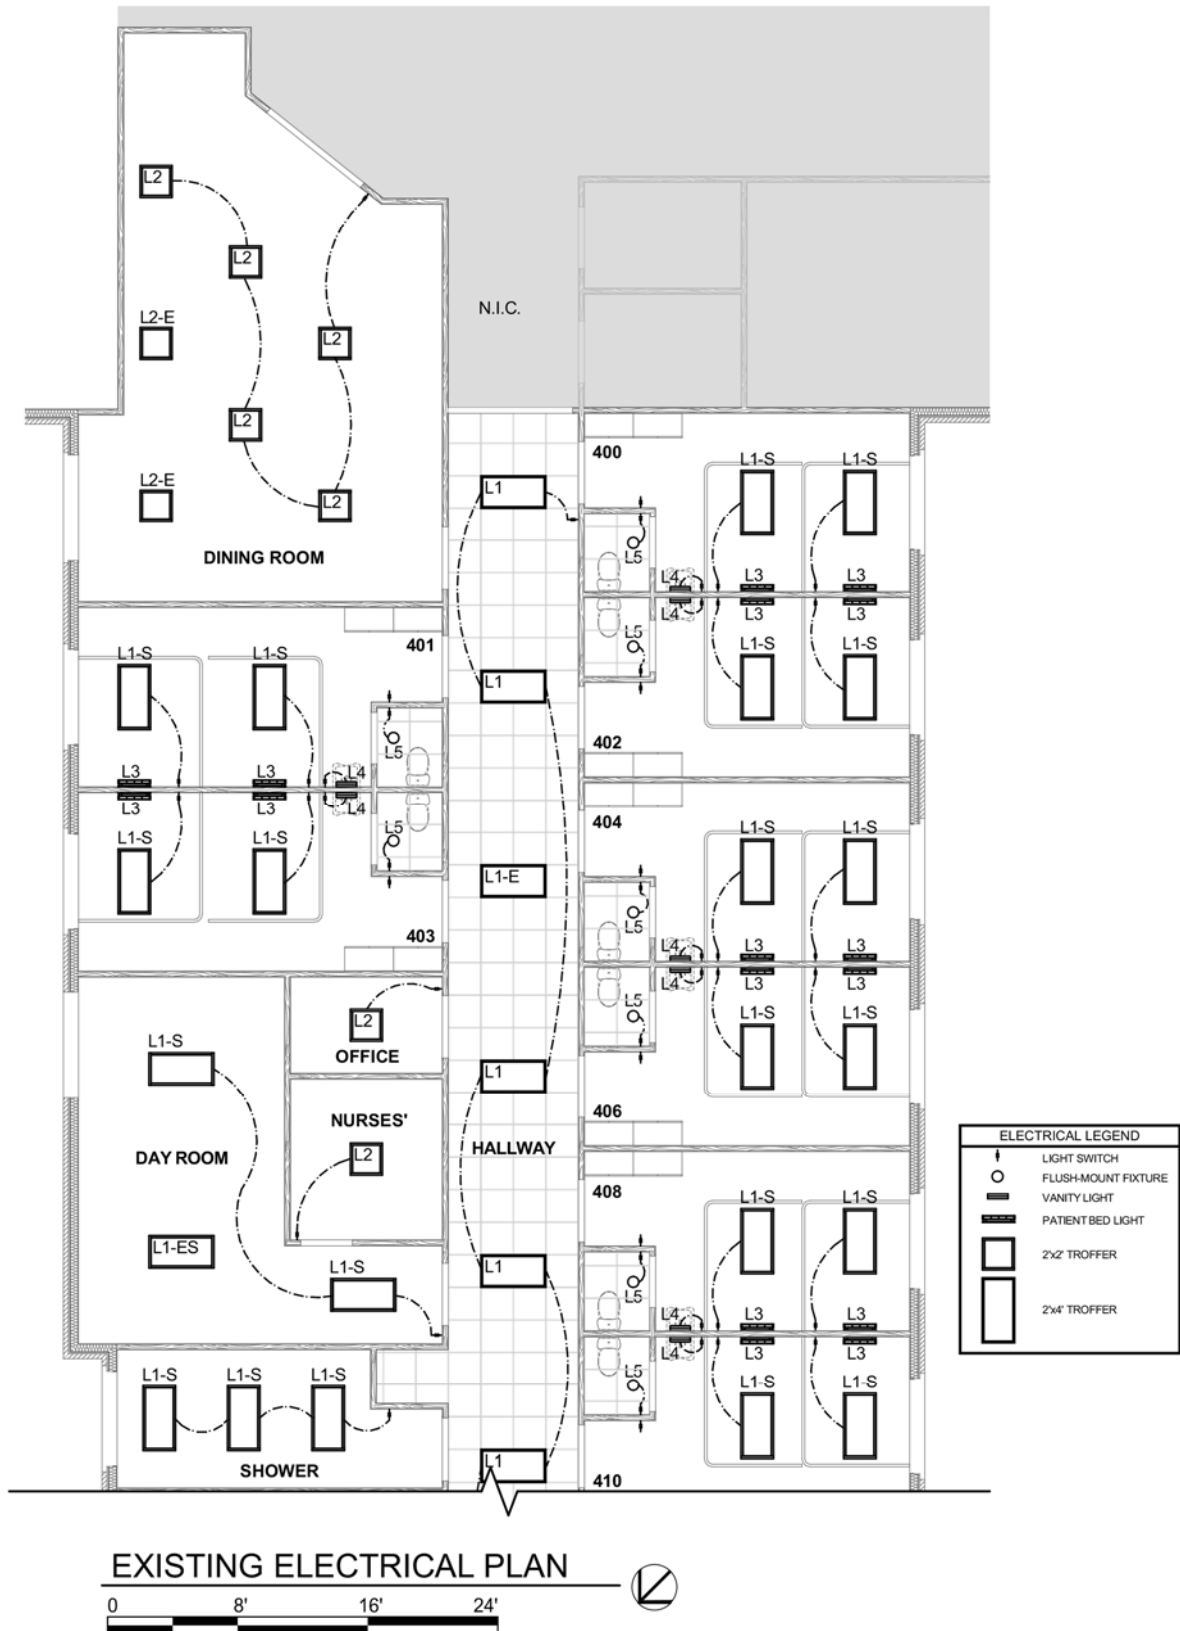 L2
L2
N.I.C.
L2-E
L2
L2
400
L1-S
L1-S
L2-E
L2
L1
DINING ROOM
L5
L4
L3
L3
L4
L3
L3
401
L5
L1-S
L1-S
L1-S
L1-S
L1
402
L5
L3
L3
L4
L3
L3
L4
404
L1-S
L1-S
L5
L1-S
L1-S
L1-E
L5
403
L4
L3
L3
L4
L3
L3
L5
L1-S
L1-S
L2
L1-S
OFFICE
L1
NURSES'
406
HALLWAY
DAY ROOM
L2
408
L1-S
L1-S
L1-ES
L1-S
L1
L5
L4
L3
L3
L4
L3
L3
L1-S
L1-S
L1-S
L5
L1-S
L1-S
SHOWER
L1
410
ELECTRICAL LEGEND
LIGHT SWITCH
FLUSH-MOUNT FIXTURE
VANITY LIGHT
PATIENT BED LIGHT
2'x2' TROFFER
2'x4' TROFFER
EXISTING ELECTRICAL PLAN
0 8' 16' 24'